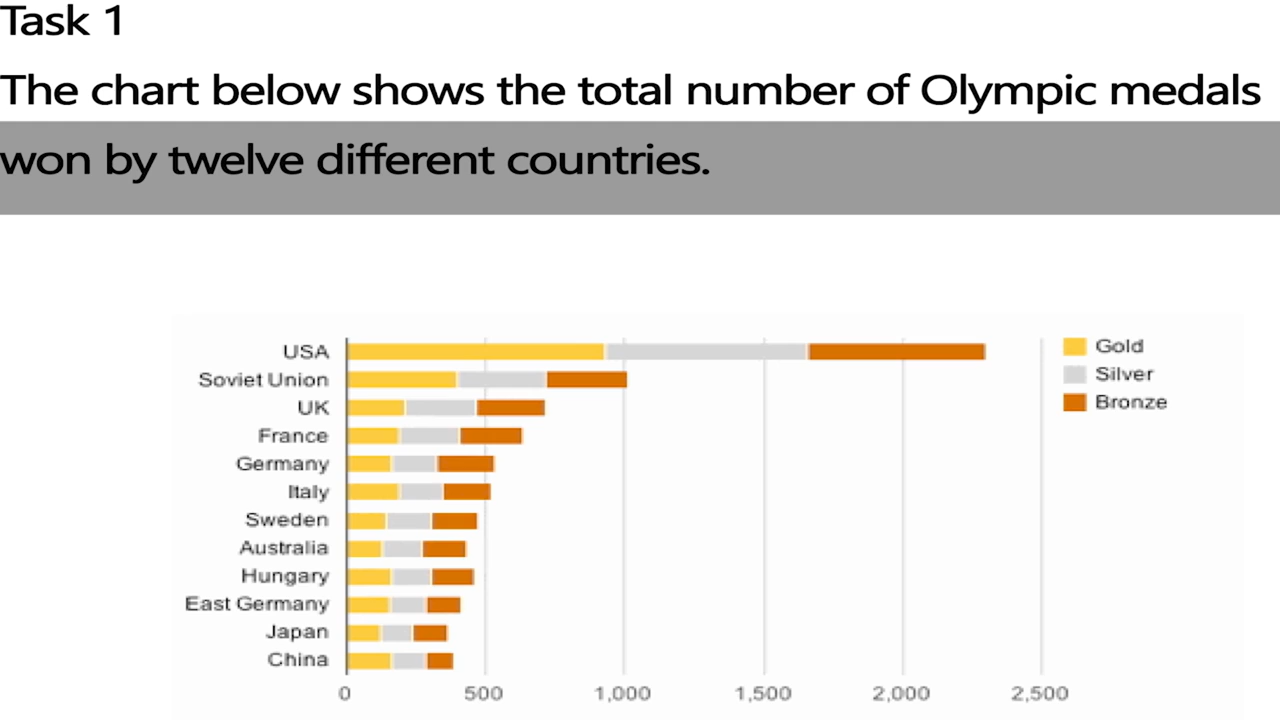 Task 1
The chart below shows the total number of Olympic medals
won by twelve different countries.
USA
Soviet Union
UK
France
Germany
Italy
Sweden
Australia
Hungary
East Germany
Japan
China
0 500 1,000 1,500 2,000 2,500
Gold
Silver
Bronze